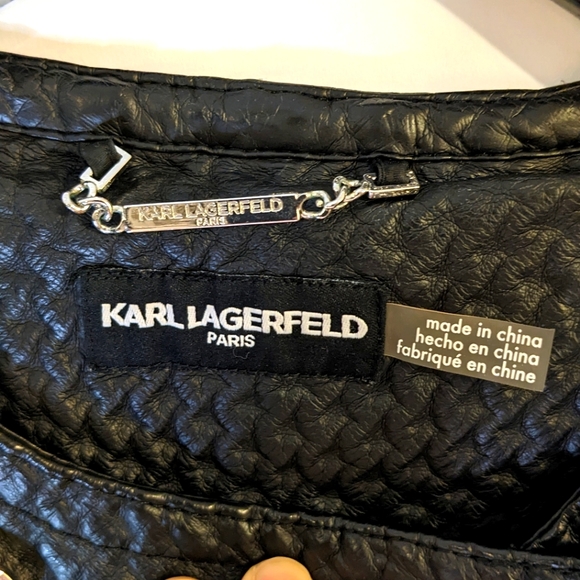 KARL LAGERFELD
PARIS
KARL LAGERFELD
PARIS
made in china
hecho en china
fabriqué en chine